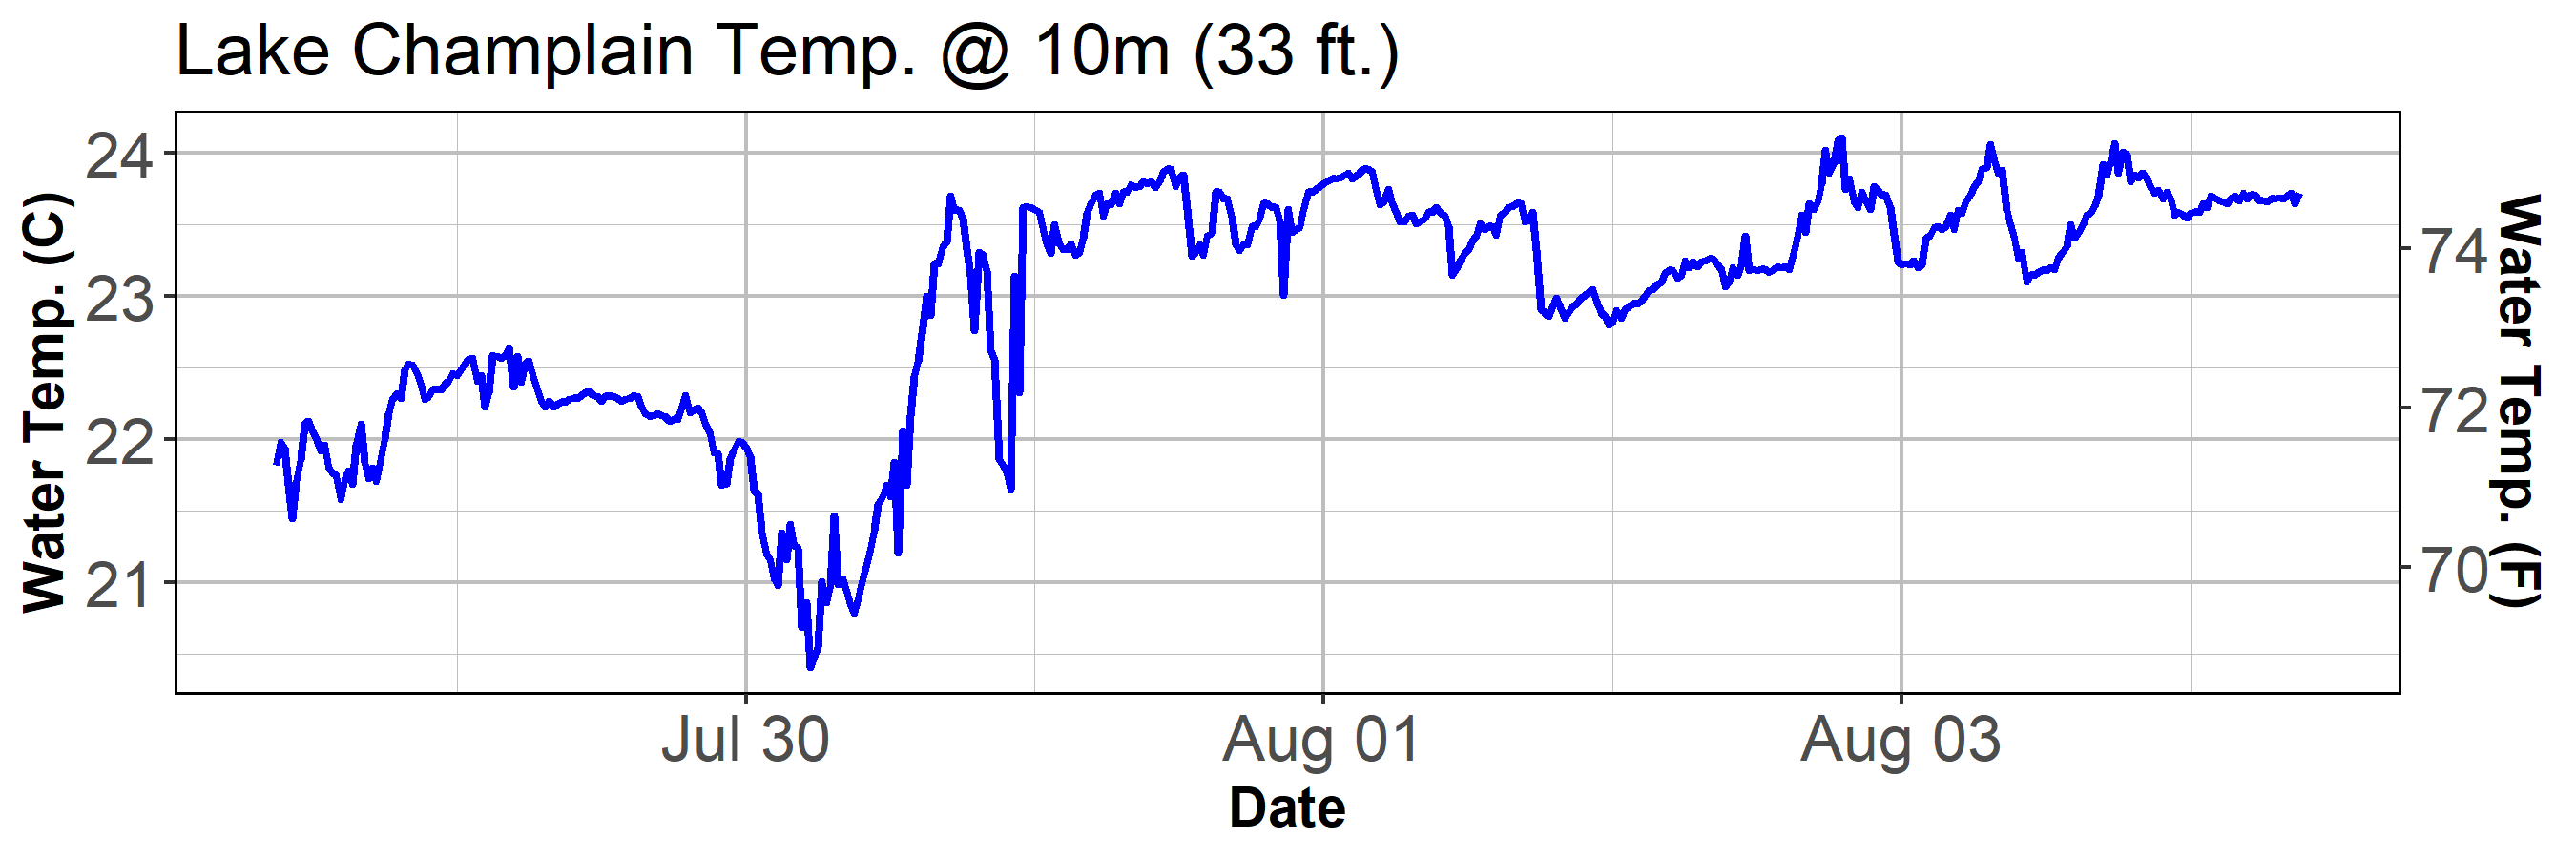 Lake Champlain Temp. @ 10m (33 ft.)
Water Temp. (C)
24
23
22
21
74
72
70
Water Temp. (F)
Jul 30
Aug 01
Aug 03
Date